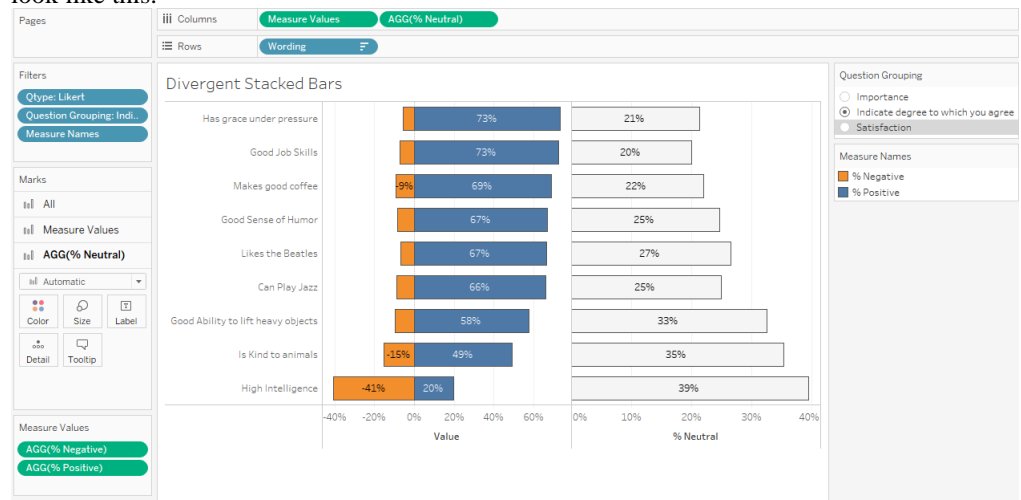 look like this:
Pages
Columns Measure Values AGG(% Neutral)
Rows Wording
Filters
Qtype: Likert
Question Grouping: Indi..
Measure Names
Marks
All
Measure Values
AGG(% Neutral)
Automatic
Color Size Label
Detail Tooltip
Measure Values
AGG(% Negative)
AGG(% Positive)
Divergent Stacked Bars
Has grace under pressure 73% 21%
Good Job Skills 73% 20%
Makes good coffee -9% 69% 22%
Good Sense of Humor 67% 25%
Likes the Beatles 67% 27%
Can Play Jazz 66% 25%
Good Ability to lift heavy objects 58% 33%
Is Kind to animals -15% 49% 35%
High Intelligence -41% 20% 39%
-40% -20% 0% 20% 40% 60% 0% 10% 20% 30% 40%
Value % Neutral
Question Grouping
Importance
Indicate degree to which you agree
Satisfaction
Measure Names
% Negative
% Positive